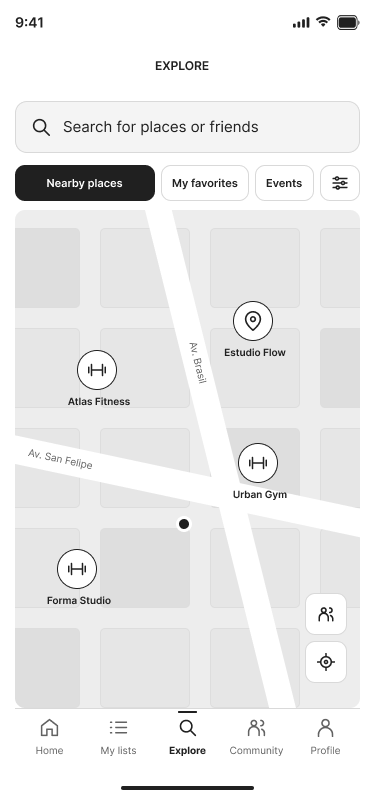 9:41
EXPLORE
Search for places or friends
Nearby places
My favorites
Events
Estudio Flow
Av. Brasil
Atlas Fitness
Av. San Felipe
Urban Gym
Forma Studio
Home
My lists
Explore
Community
Profile